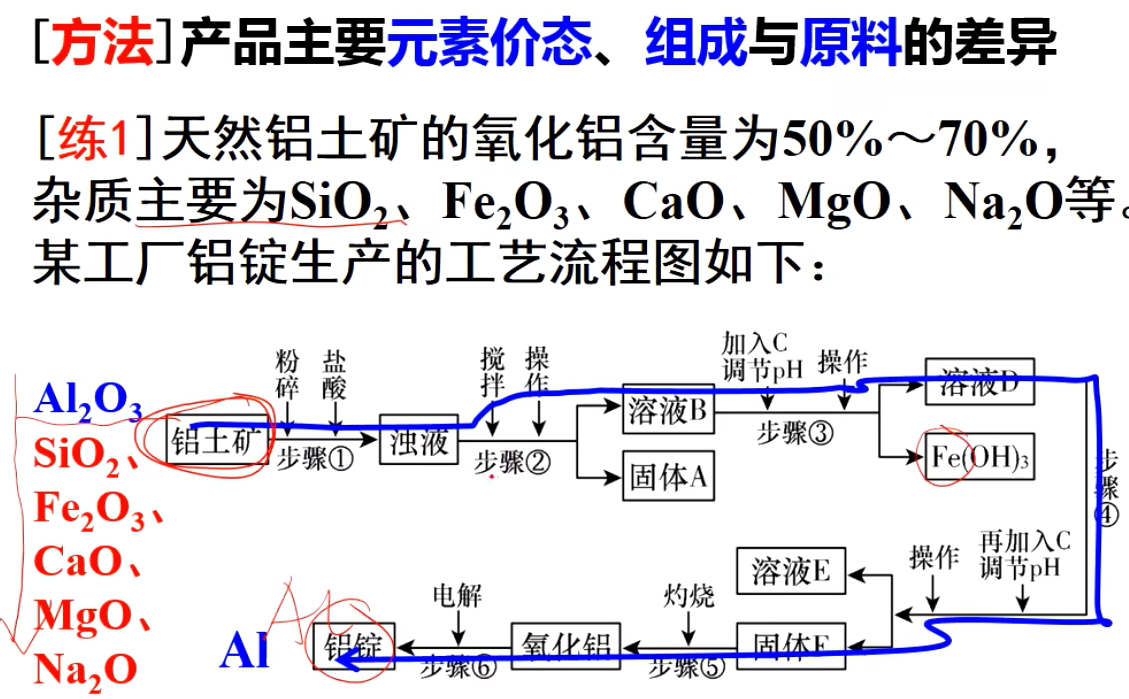 [方法]产品主要元素价态、组成与原料的差异
[练1]天然铝土矿的氧化铝含量为50%～70%，
杂质主要为SiO₂、Fe₂O₃、CaO、MgO、Na₂O等。
某工厂铝锭生产的工艺流程图如下：
Al₂O₃
SiO₂、
Fe₂O₃、
CaO、
MgO、
Na₂O
铝土矿
粉碎
盐酸
步骤①
浊液
搅拌
操作
步骤②
溶液B
固体A
加入C
调节pH
操作
步骤③
溶液D
Fe(OH)₃
步骤④
再加入C
调节pH
操作
溶液E
固体F
灼烧
步骤⑤
氧化铝
电解
步骤⑥
铝锭
Al